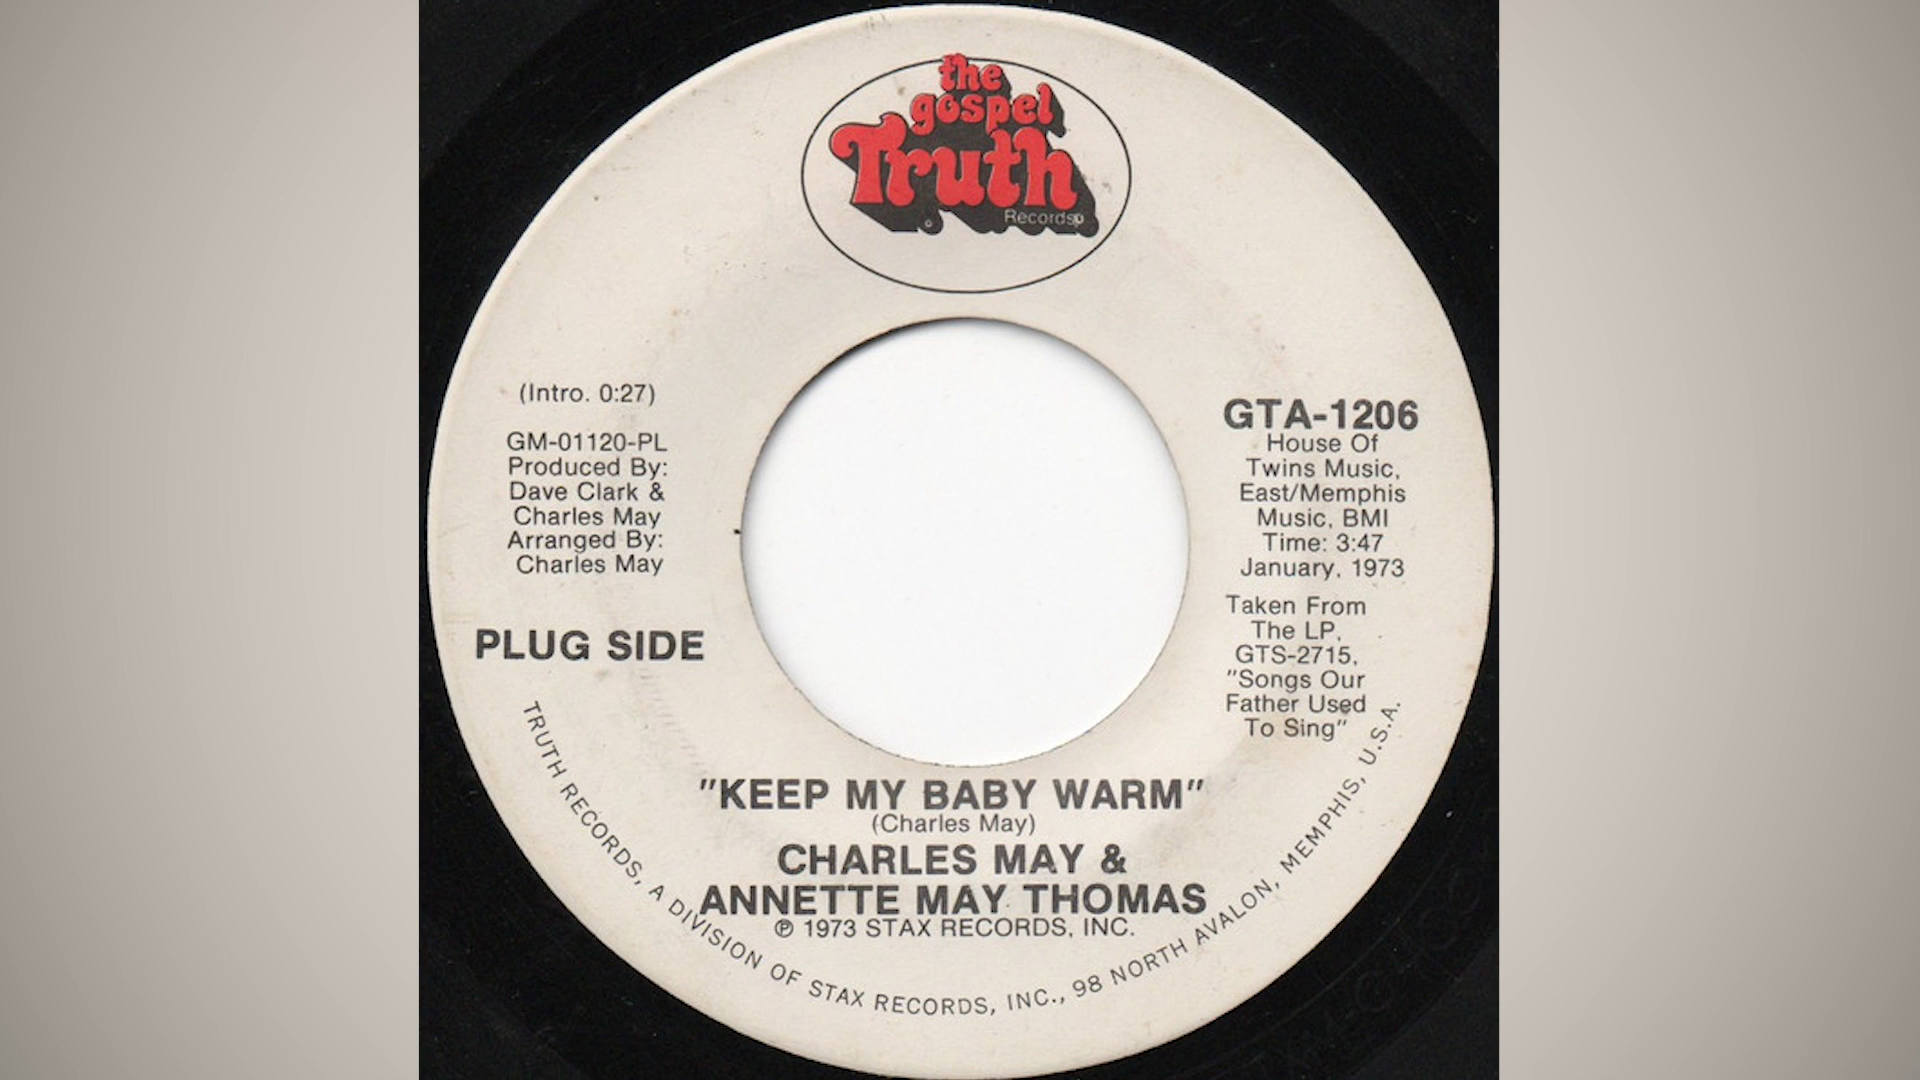 the
gospel
Truth
Records
(Intro. 0:27)
GM-01120-PL
Produced By:
Dave Clark &
Charles May
Arranged By:
Charles May
PLUG SIDE
GTA-1206
House Of
Twins Music,
East/Memphis
Music, BMI
Time: 3:47
January, 1973
Taken From
The LP,
GTS-2715,
"Songs Our
Father Used
To Sing"
"KEEP MY BABY WARM"
(Charles May)
CHARLES MAY &
ANNETTE MAY THOMAS
℗ 1973 STAX RECORDS, INC.
TRUTH RECORDS, A DIVISION OF STAX RECORDS, INC., 98 NORTH AVALON, MEMPHIS, U.S.A.